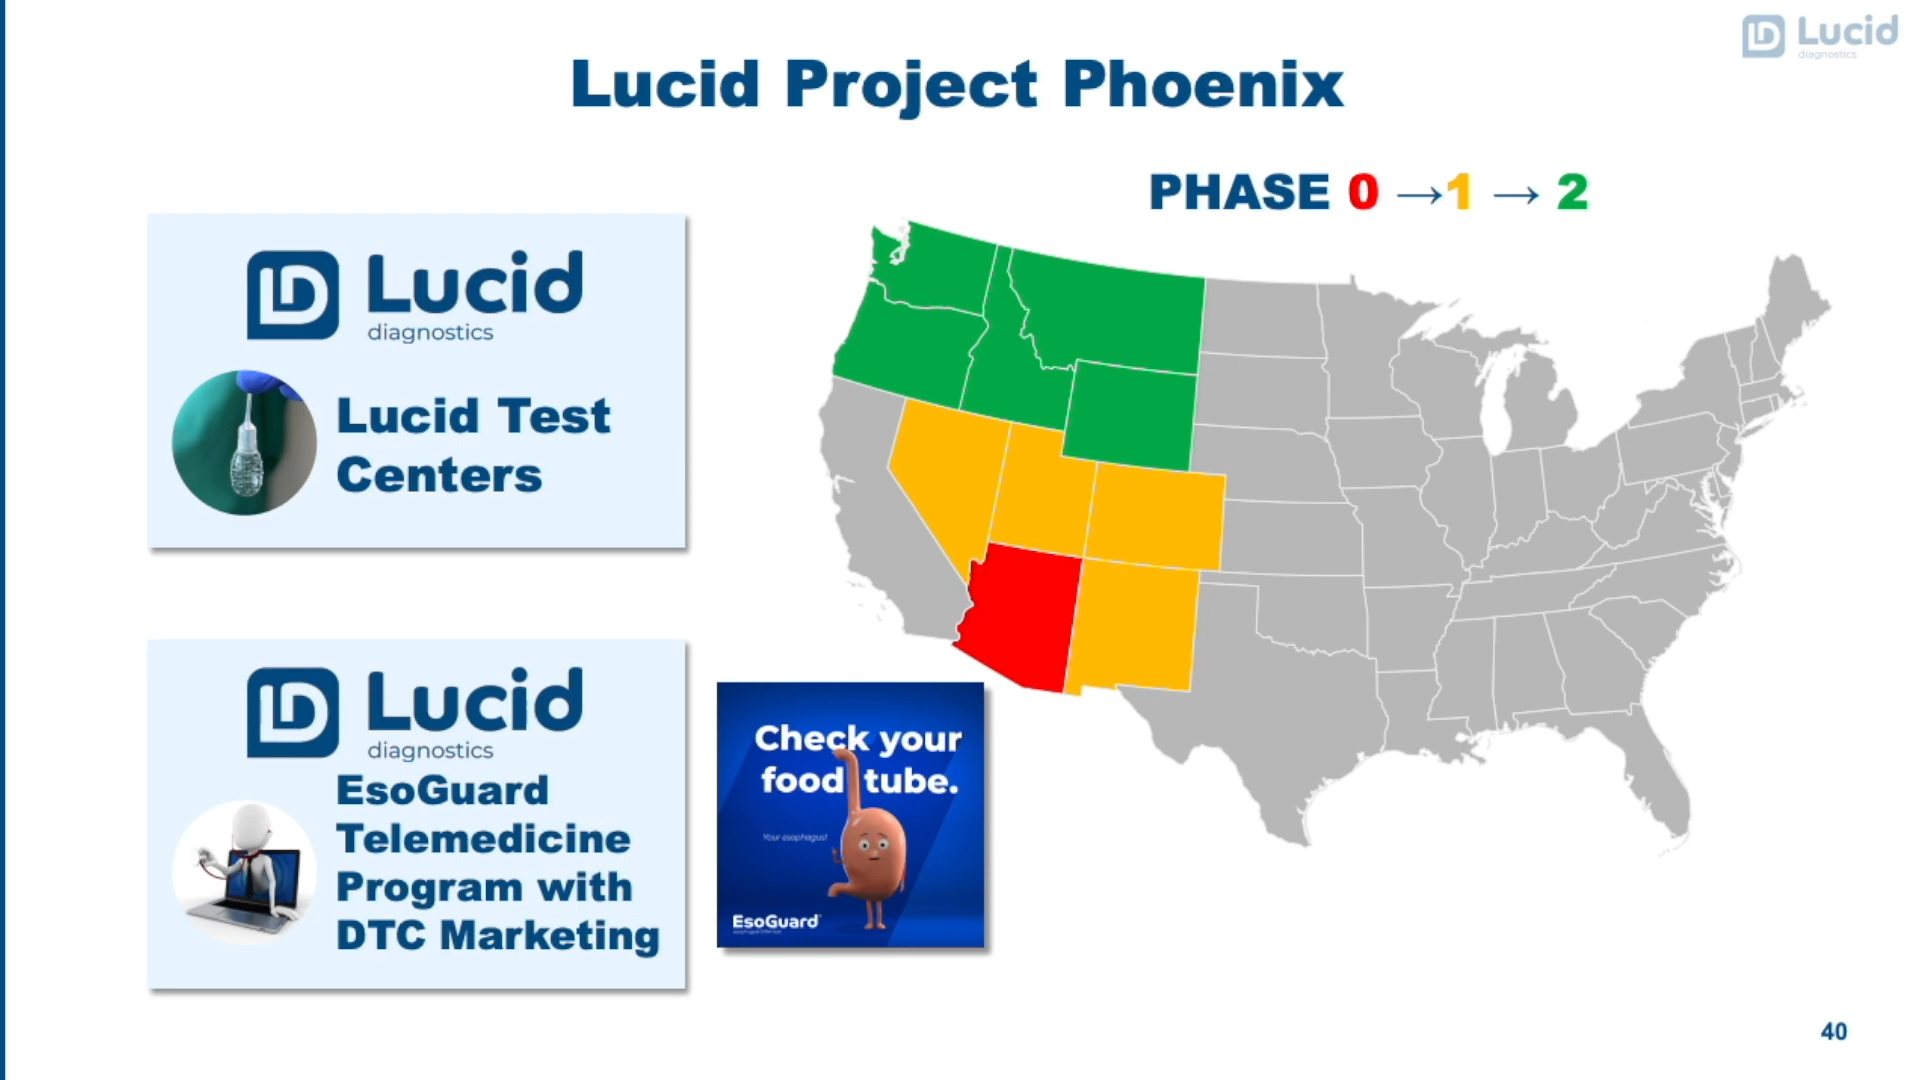 Lucid
diagnostics
Lucid Project Phoenix
PHASE 0 →1 → 2
Lucid
diagnostics
Lucid Test
Centers
Lucid
diagnostics
EsoGuard
Telemedicine
Program with
DTC Marketing
Check your
food tube.
Your esophagus!
EsoGuard
40